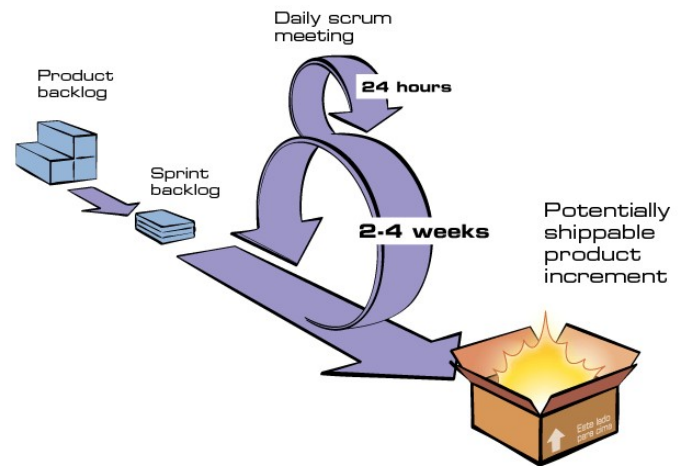 Daily scrum
meeting
24 hours
Product
backlog
Sprint
backlog
2-4 weeks
Potentially
shippable
product
increment
Este lado
para cima